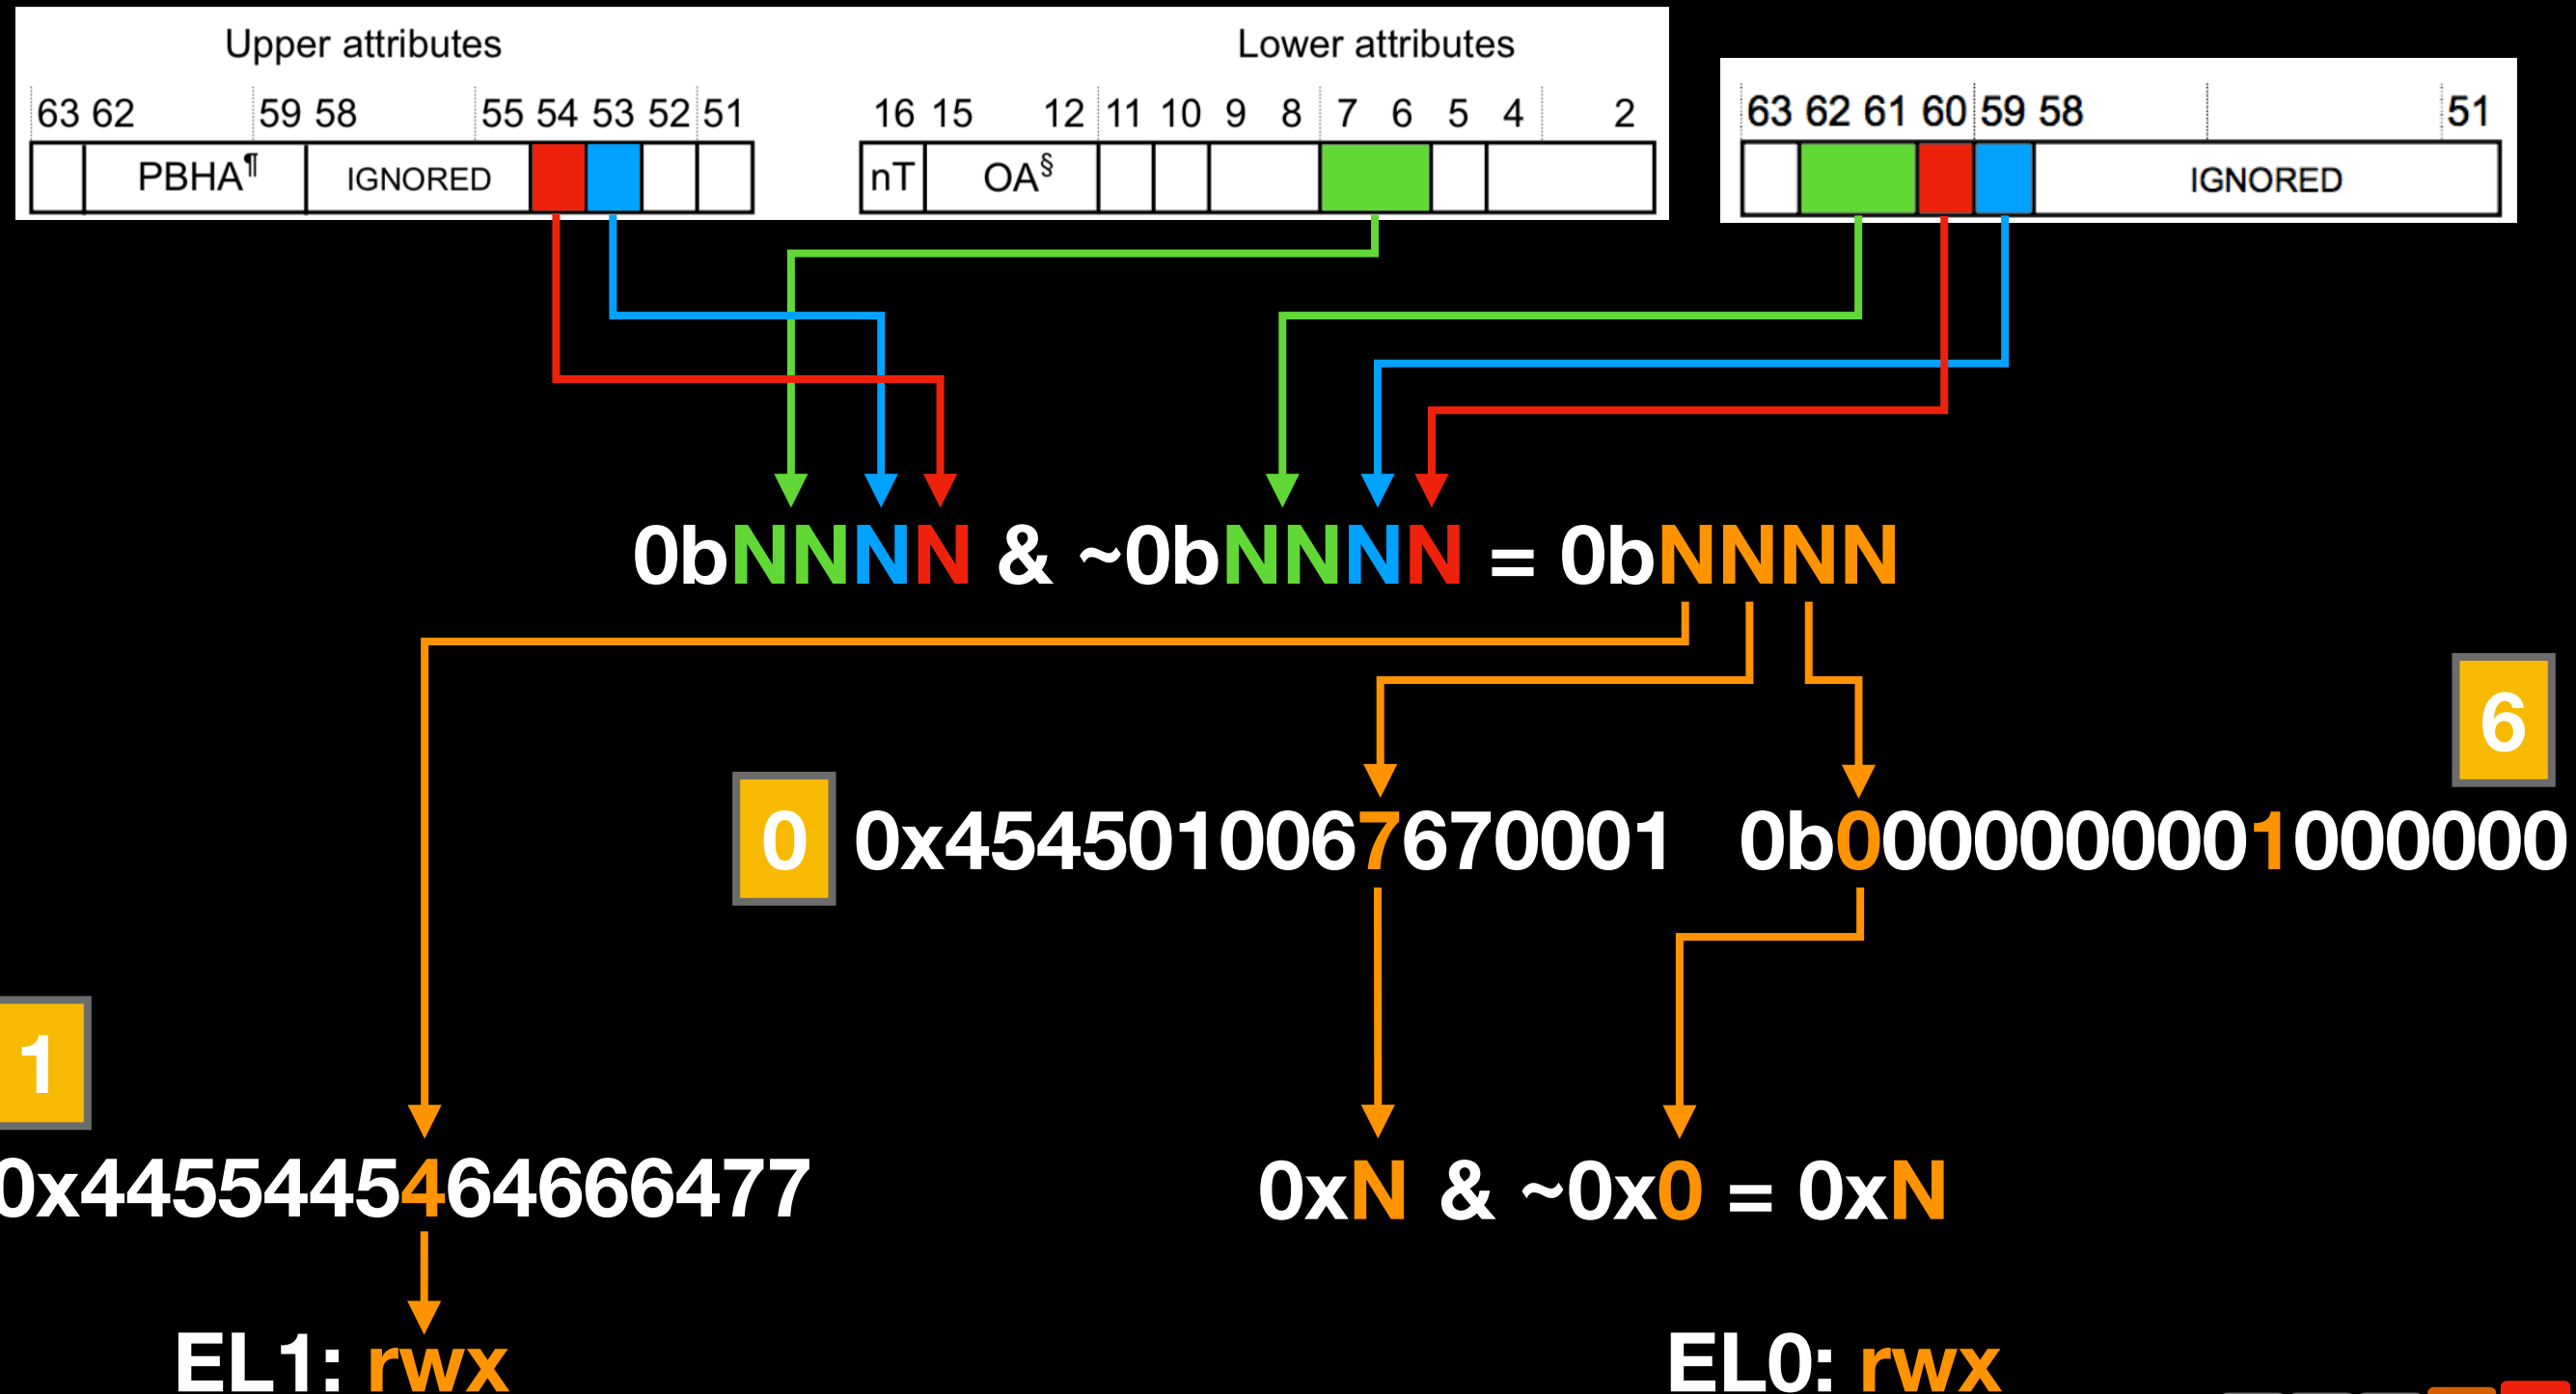 Upper attributes
Lower attributes
63 62 59 58 55 54 53 52 51
16 15 12 11 10 9 8 7 6 5 4 2
63 62 61 60 59 58 51
PBHA¶ IGNORED
nT OA§
IGNORED
0bNNNN & ~0bNNNN = 0bNNNN
6
0 0x4545010067670001 0b0000000001000000
1
0x4455445464666477
0xN & ~0x0 = 0xN
EL1: rwx
EL0: rwx